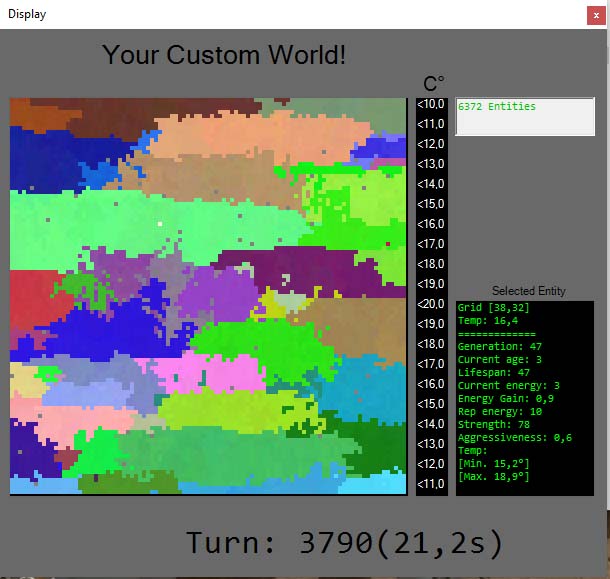 Display
x
Your Custom World!
C°
<10,0
<11,0
<12,0
<13,0
<14,0
<15,0
<16,0
<17,0
<18,0
<19,0
<20,0
<19,0
<18,0
<17,0
<16,0
<15,0
<14,0
<13,0
<12,0
<11,0
6372 Entities
Selected Entity
Grid [38,32]
Temp: 16,4
=============
Generation: 47
Current age: 3
Lifespan: 47
Current energy: 3
Energy Gain: 0,9
Rep energy: 10
Strength: 78
Aggressiveness: 0,6
Temp:
[Min. 15,2°]
[Max. 18,9°]
Turn: 3790(21,2s)